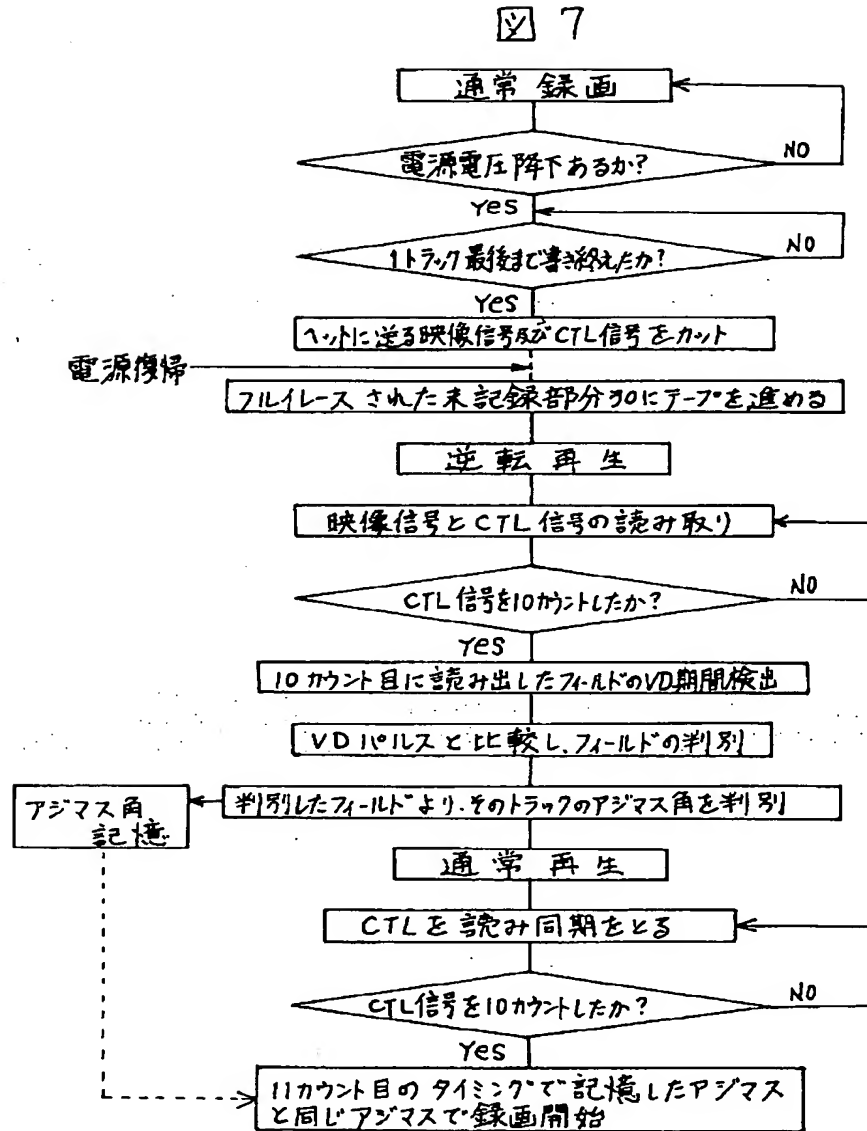 図 7
通常録画
電源電圧降下あるか?
NO
Yes
1トラック最後まで書き終えたか?
NO
Yes
ヘットに送る映像信号及びCTL信号をカット
電源復帰
フルイレースされた未記録部分30にテープを進める
逆転再生
映像信号とCTL信号の読み取り
CTL信号を10カウントしたか?
NO
Yes
10カウント目に読み出したフィールドのVD期間検出
VDパルスと比較し、フィールドの判別
判別したフィールドより、そのトラックのアジマス角を判別
アジマス角
記憶
通常再生
CTLを読み同期をとる
CTL信号を10カウントしたか?
NO
Yes
11カウント目のタイミングで記憶したアジマス
と同じアジマスで録画開始